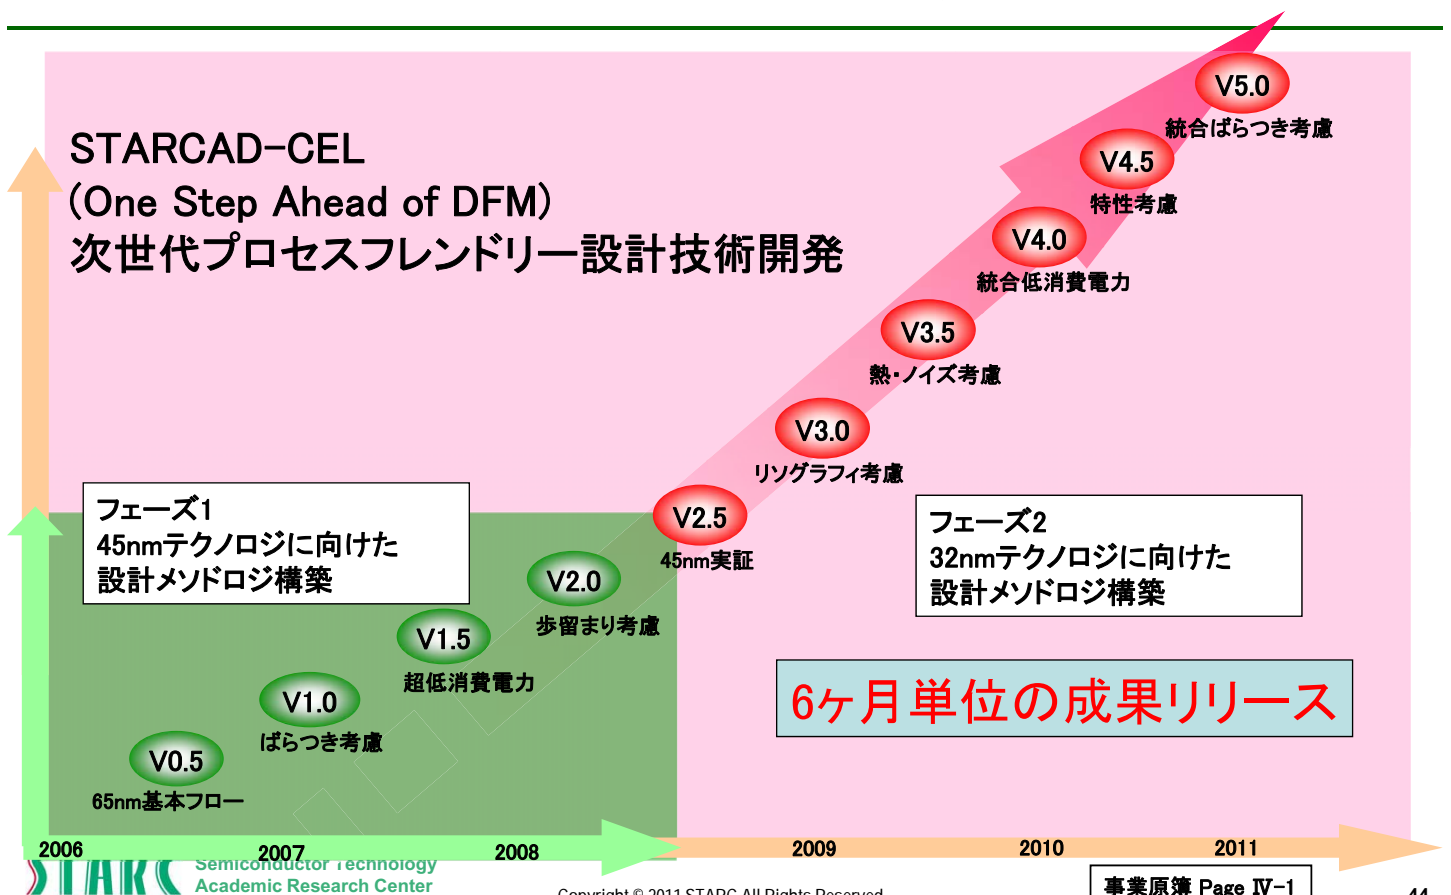 STARCAD-CEL
(One Step Ahead of DFM)
次世代プロセスフレンドリー設計技術開発
V5.0
統合ばらつき考慮
V4.5
特性考慮
V4.0
統合低消費電力
V3.5
熱・ノイズ考慮
V3.0
リソグラフィ考慮
V2.5
45nm実証
フェーズ1
45nmテクノロジに向けた
設計メソドロジ構築
フェーズ2
32nmテクノロジに向けた
設計メソドロジ構築
V2.0
歩留まり考慮
V1.5
超低消費電力
V1.0
ばらつき考慮
V0.5
65nm基本フロー
6ヶ月単位の成果リリース
2006
2007
2008
2009
2010
2011
STARC
Semiconductor Technology
Academic Research Center
Copyright © 2011 STARC All Rights Reserved
事業原簿 Page Ⅳ-1
44